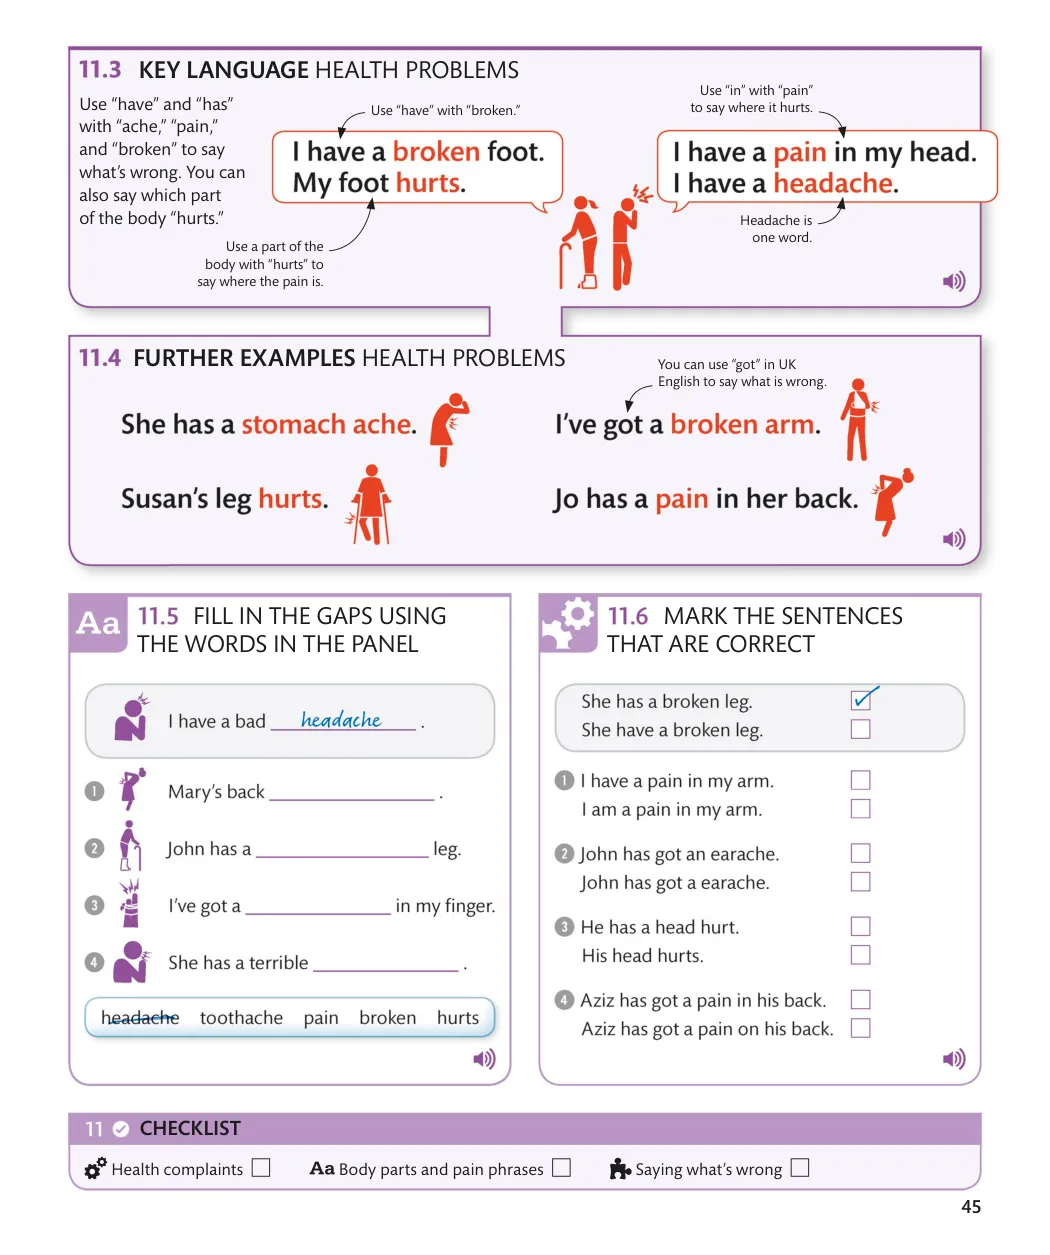 11.3 KEY LANGUAGE HEALTH PROBLEMS
Use “have” and “has”
with “ache,” “pain,”
and “broken” to say
what’s wrong. You can
also say which part
of the body “hurts.”
Use “have” with “broken.”
I have a broken foot.
My foot hurts.
Use a part of the
body with “hurts” to
say where the pain is.
Use “in” with “pain”
to say where it hurts.
I have a pain in my head.
I have a headache.
Headache is
one word.
11.4 FURTHER EXAMPLES HEALTH PROBLEMS
You can use “got” in UK
English to say what is wrong.
She has a stomach ache.
I’ve got a broken arm.
Susan’s leg hurts.
Jo has a pain in her back.
Aa 11.5 FILL IN THE GAPS USING
THE WORDS IN THE PANEL
I have a bad headache .
1 Mary’s back .
2 John has a leg.
3 I’ve got a in my finger.
4 She has a terrible .
headache toothache pain broken hurts
11.6 MARK THE SENTENCES
THAT ARE CORRECT
She has a broken leg.
She have a broken leg.
1 I have a pain in my arm.
I am a pain in my arm.
2 John has got an earache.
John has got a earache.
3 He has a head hurt.
His head hurts.
4 Aziz has got a pain in his back.
Aziz has got a pain on his back.
11 CHECKLIST
Health complaints
Aa Body parts and pain phrases
Saying what’s wrong
45